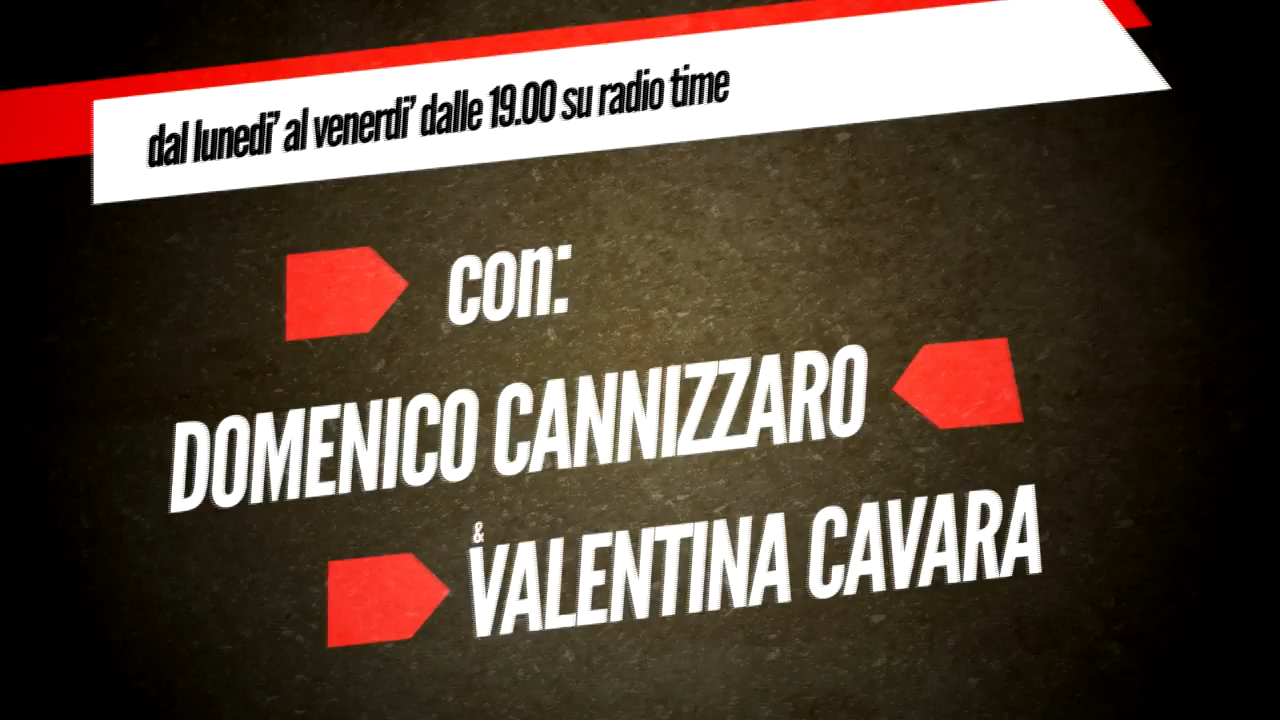 dal lunedi' al venerdi' dalle 19.00 su radio time
con:
DOMENICO CANNIZZARO
&
VALENTINA CAVARA